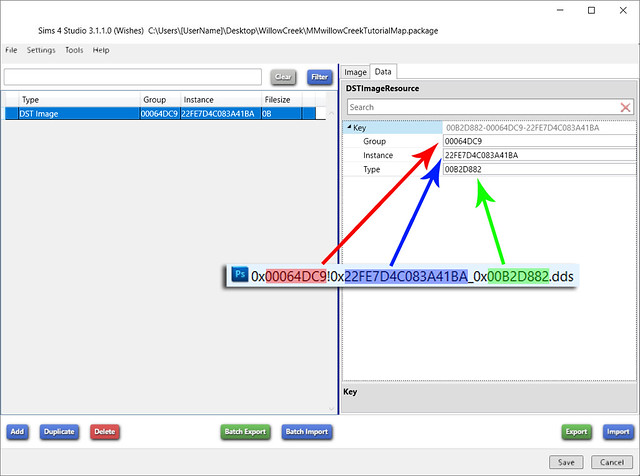 Sims 4 Studio 3.1.1.0 (Wishes) C:\Users\[UserName]\Desktop\WillowCreek\MMwillowCreekTutorialMap.package
File Settings Tools Help
Clear Filter
Type Group Instance Filesize
DST Image 00064DC9 22FE7D4C083A41BA 0B
Image Data
DSTImageResource
Search
Key 00B2D882-00064DC9-22FE7D4C083A41BA
Group 00064DC9
Instance 22FE7D4C083A41BA
Type 00B2D882
Ps 0x00064DC9!0x22FE7D4C083A41BA_0x00B2D882.dds
Key
Add Duplicate Delete Batch Export Batch Import Export Import
Save Cancel